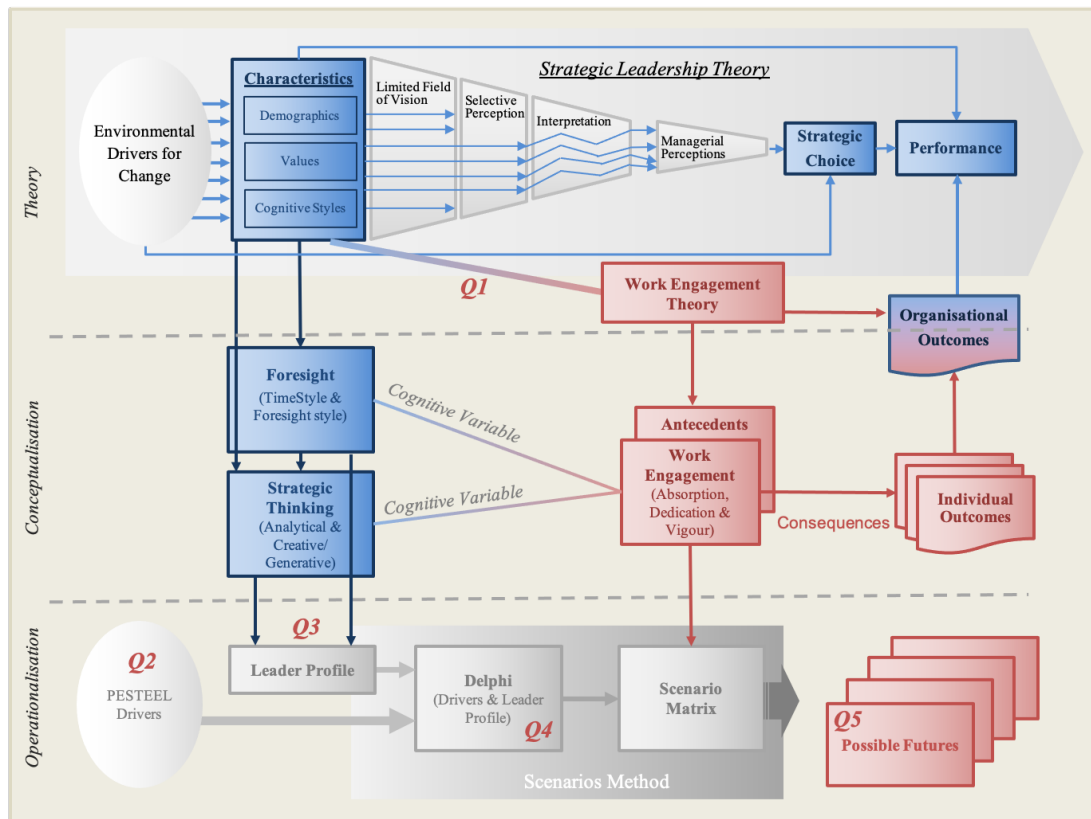 Theory
Strategic Leadership Theory
Environmental
Drivers for
Change
Characteristics
Demographics
Values
Cognitive Styles
Limited Field
of Vision
Selective
Perception
Interpretation
Managerial
Perceptions
Strategic
Choice
Performance
Q1
Work Engagement
Theory
Organisational
Outcomes
Conceptualisation
Foresight
(TimeStyle &
Foresight style)
Cognitive Variable
Strategic
Thinking
(Analytical &
Creative/
Generative)
Cognitive Variable
Antecedents
Work
Engagement
(Absorption,
Dedication &
Vigour)
Consequences
Individual
Outcomes
Operationalisation
Q2
PESTEEL
Drivers
Q3
Leader Profile
Delphi
(Drivers & Leader
Profile)
Q4
Scenario
Matrix
Scenarios Method
Q5
Possible Futures